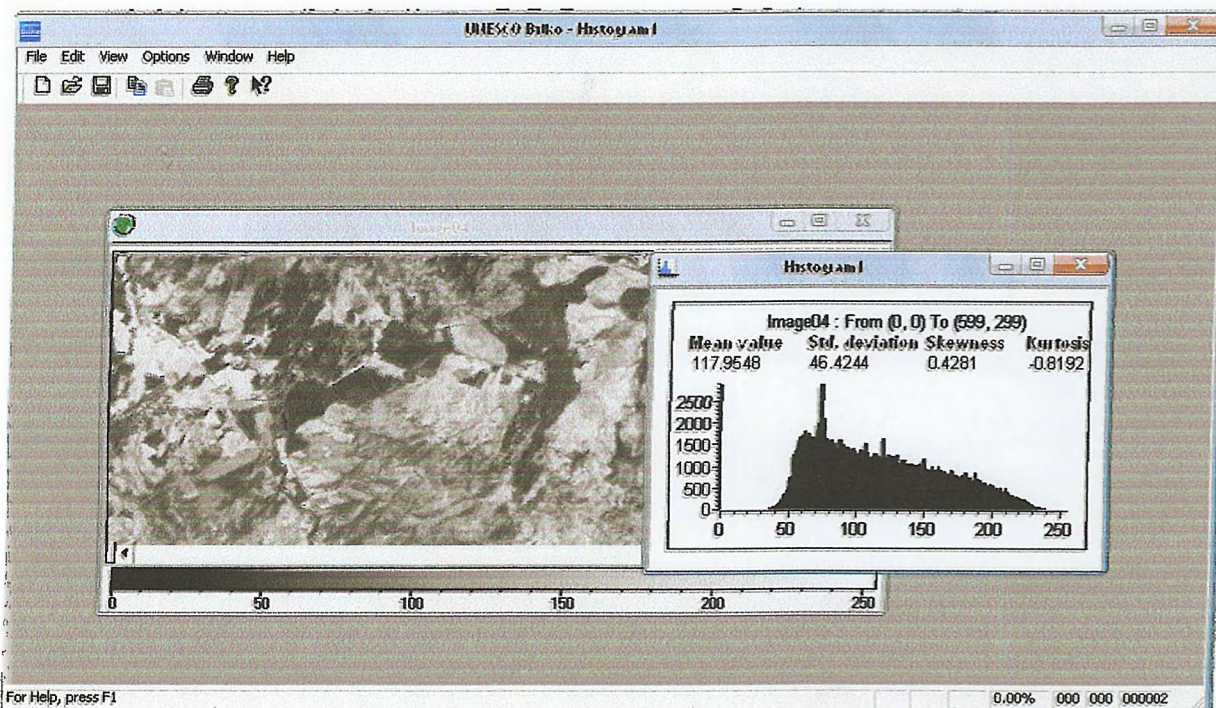 UNESCO Bilko - Histogram1
File Edit View Options Window Help
Image04
Histogram1
Image04 : From (0, 0) To (599, 299)
Mean value Std. deviation Skewness Kurtosis
117.9548 46.4244 0.4281 -0.8192
2500
2000
1500
1000
500
0
0 50 100 150 200 250
0 50 100 150 200 250
For Help, press F1
0.00% 000 000 000002